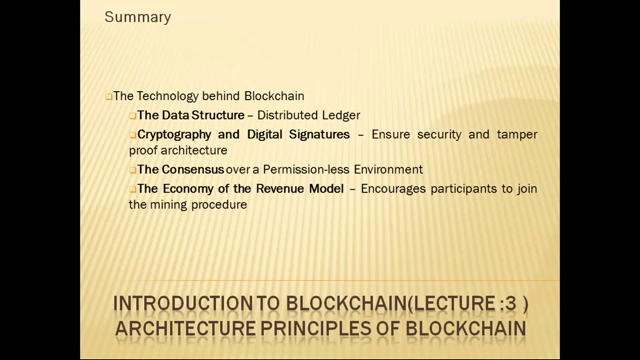 Summary
The Technology behind Blockchain
The Data Structure – Distributed Ledger
Cryptography and Digital Signatures – Ensure security and tamper
proof architecture
The Consensus over a Permission-less Environment
The Economy of the Revenue Model – Encourages participants to join
the mining procedure
INTRODUCTION TO BLOCKCHAIN(LECTURE :3 )
ARCHITECTURE PRINCIPLES OF BLOCKCHAIN